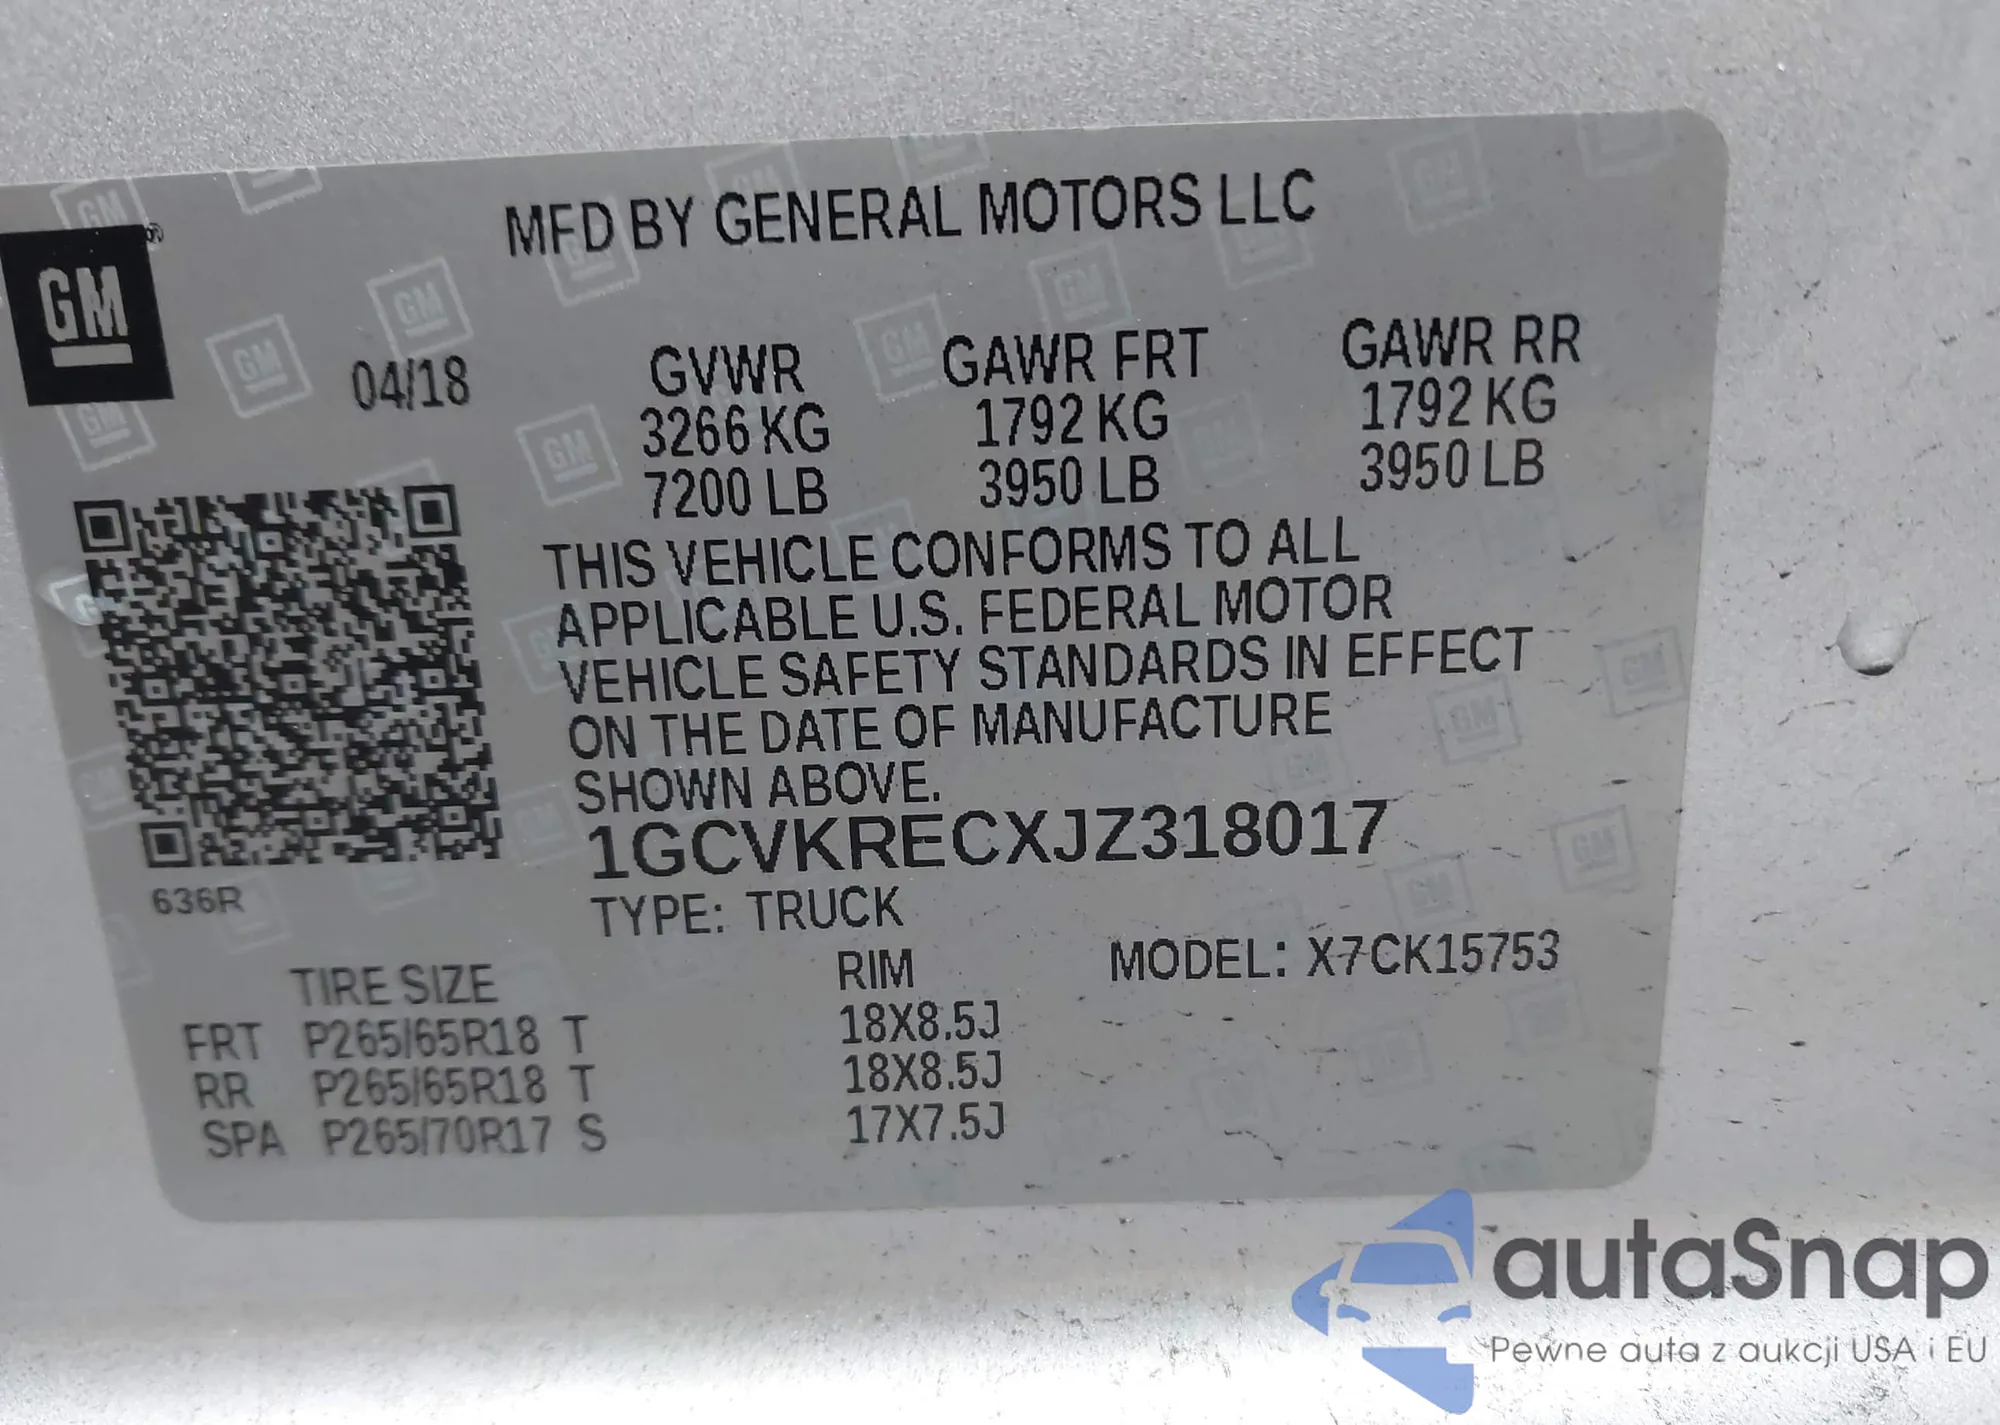 MFD BY GENERAL MOTORS LLC
GM
04/18
GVWR GAWR FRT GAWR RR
3266 KG 1792 KG 1792 KG
7200 LB 3950 LB 3950 LB
THIS VEHICLE CONFORMS TO ALL
APPLICABLE U.S. FEDERAL MOTOR
VEHICLE SAFETY STANDARDS IN EFFECT
ON THE DATE OF MANUFACTURE
SHOWN ABOVE.
1GCVKRECXJZ318017
636R
TYPE: TRUCK
TIRE SIZE RIM MODEL: X7CK15753
FRT P265/65R18 T 18X8.5J
RR P265/65R18 T 18X8.5J
SPA P265/70R17 S 17X7.5J
autaSnap
Pewne auta z aukcji USA i EU